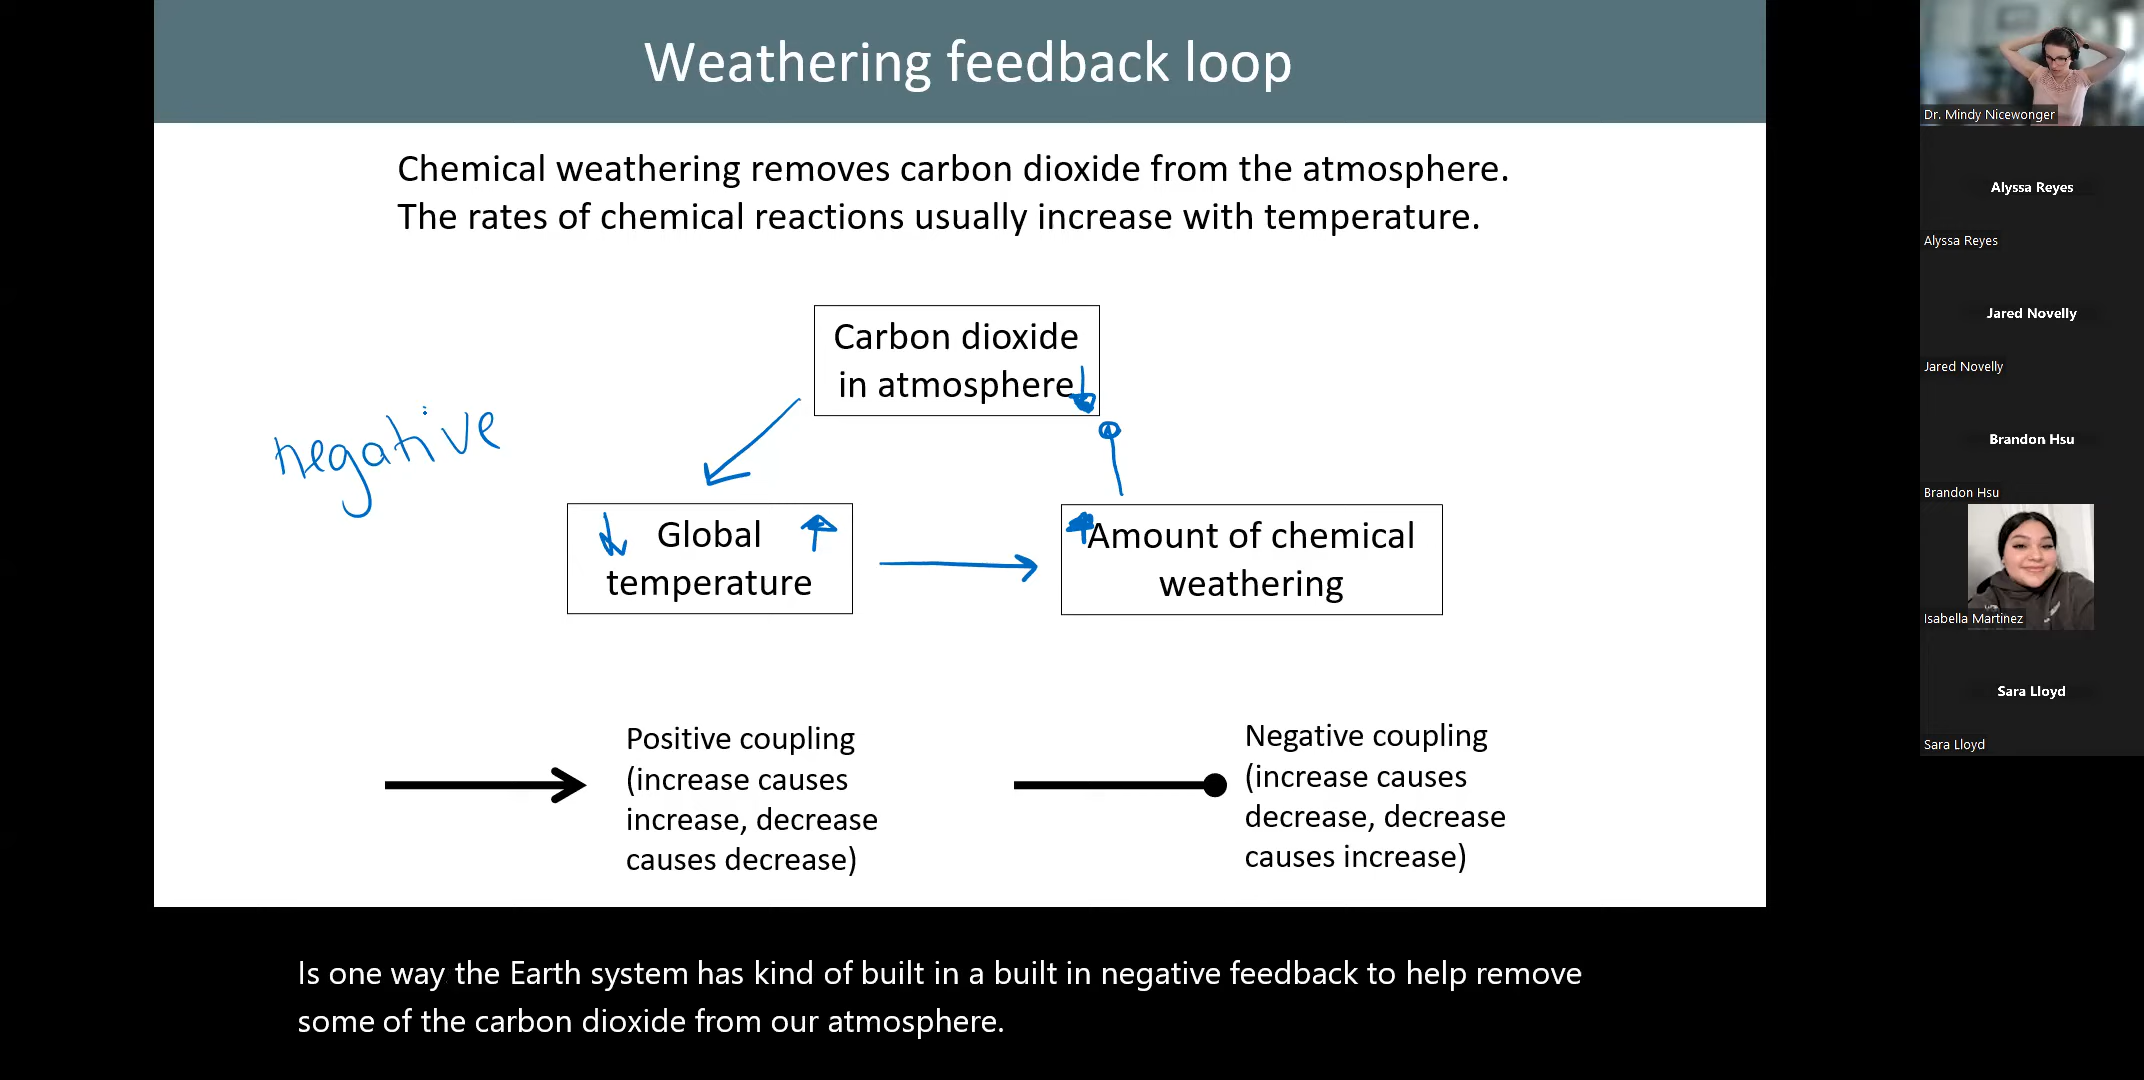 Weathering feedback loop
Chemical weathering removes carbon dioxide from the atmosphere.
The rates of chemical reactions usually increase with temperature.
Carbon dioxide
in atmosphere
negative
Global
temperature
Amount of chemical
weathering
Positive coupling
(increase causes
increase, decrease
causes decrease)
Negative coupling
(increase causes
decrease, decrease
causes increase)
Is one way the Earth system has kind of built in a built in negative feedback to help remove
some of the carbon dioxide from our atmosphere.
Dr. Mindy Nicewonger
Alyssa Reyes
Alyssa Reyes
Jared Novelly
Jared Novelly
Brandon Hsu
Brandon Hsu
Isabella Martinez
Sara Lloyd
Sara Lloyd